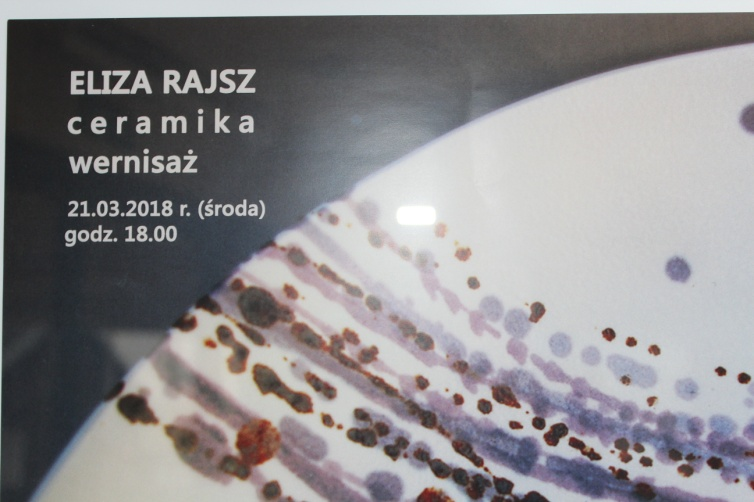 ELIZA RAJSZ
ceramika
wernisaż
21.03.2018 r. (środa)
godz. 18.00